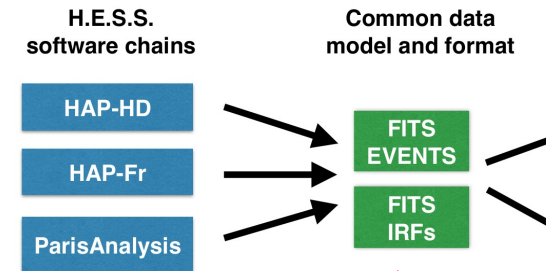 H.E.S.S.
software chains
Common data
model and format
HAP-HD
HAP-Fr
ParisAnalysis
FITS
EVENTS
FITS
IRFs